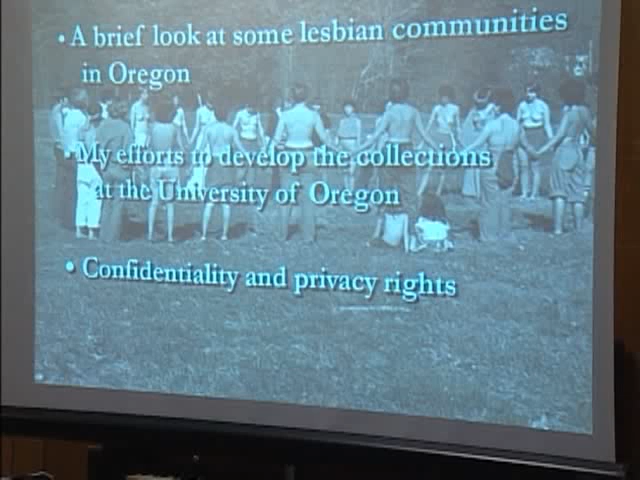 • A brief look at some lesbian communities
in Oregon
• My efforts to develop the collections
at the University of Oregon
• Confidentiality and privacy rights